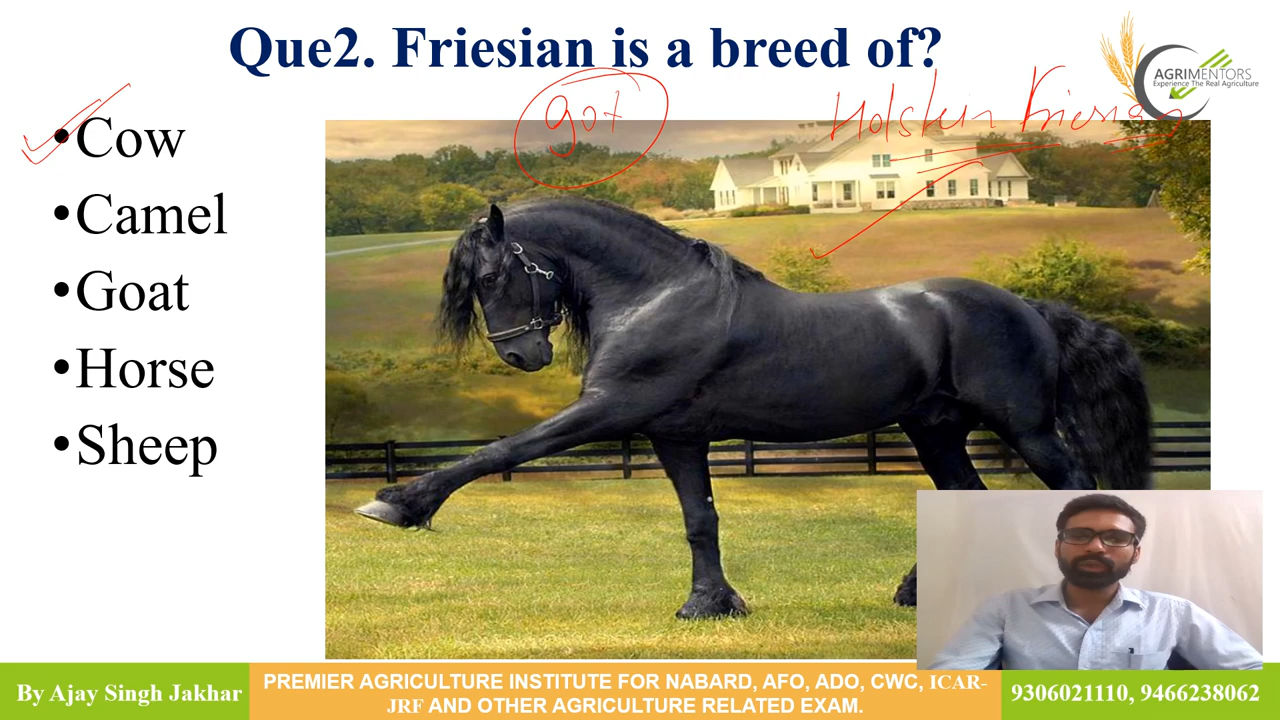 Que2. Friesian is a breed of?
AGRIMENTORS
Experience The Real Agriculture
got
Holstein Friesian
•Cow
•Camel
•Goat
•Horse
•Sheep
By Ajay Singh Jakhar
PREMIER AGRICULTURE INSTITUTE FOR NABARD, AFO, ADO, CWC, ICAR-
JRF AND OTHER AGRICULTURE RELATED EXAM.
9306021110, 9466238062